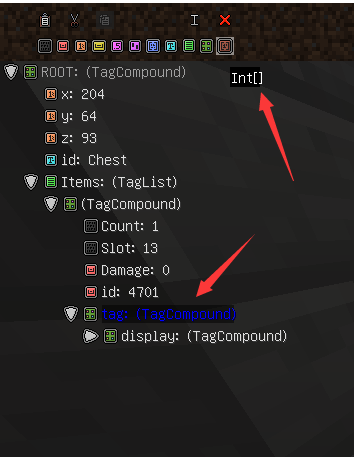 ROOT: (TagCompound)
Int[]
x: 204
y: 64
z: 93
id: Chest
Items: (TagList)
(TagCompound)
Count: 1
Slot: 13
Damage: 0
id: 4701
tag: (TagCompound)
display: (TagCompound)